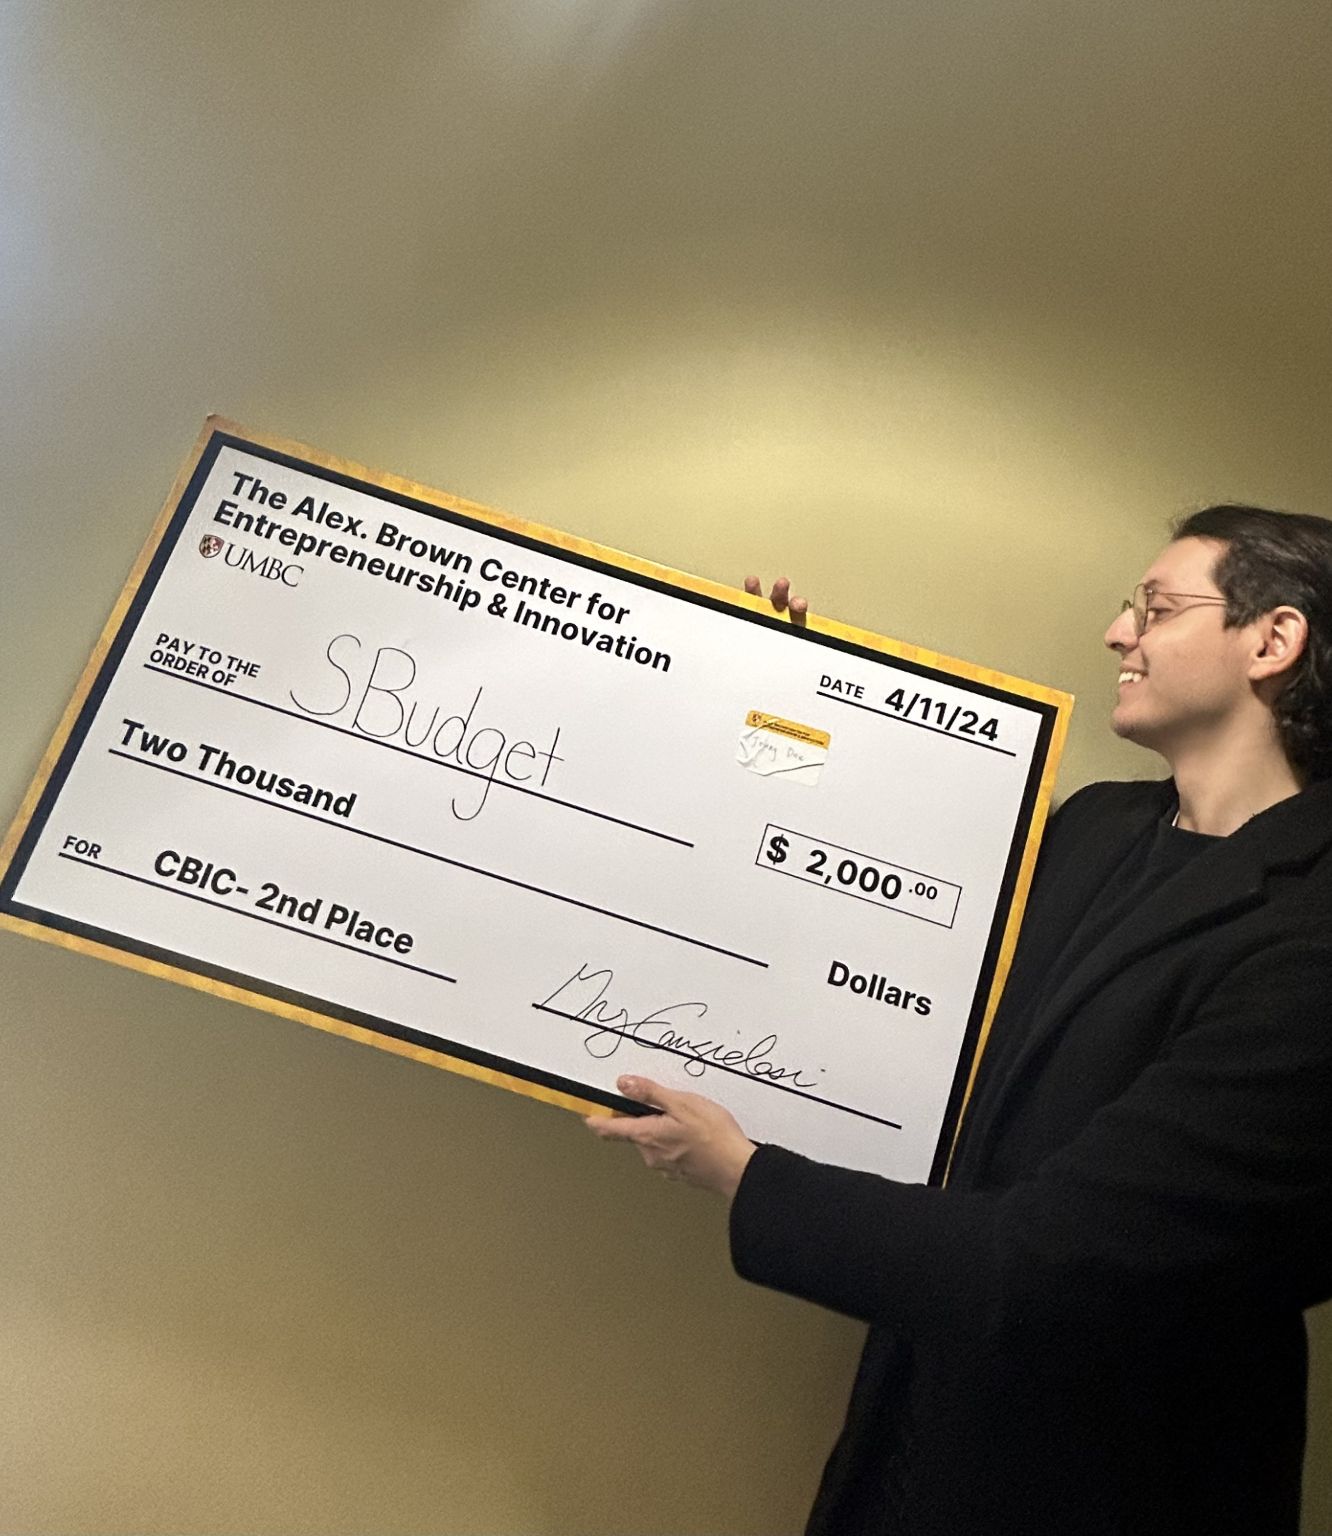 The Alex. Brown Center for
Entrepreneurship & Innovation
UMBC
DATE 4/11/24
PAY TO THE
ORDER OF
SBudget
$ 2,000.00
Two Thousand
Dollars
FOR CBIC- 2nd Place